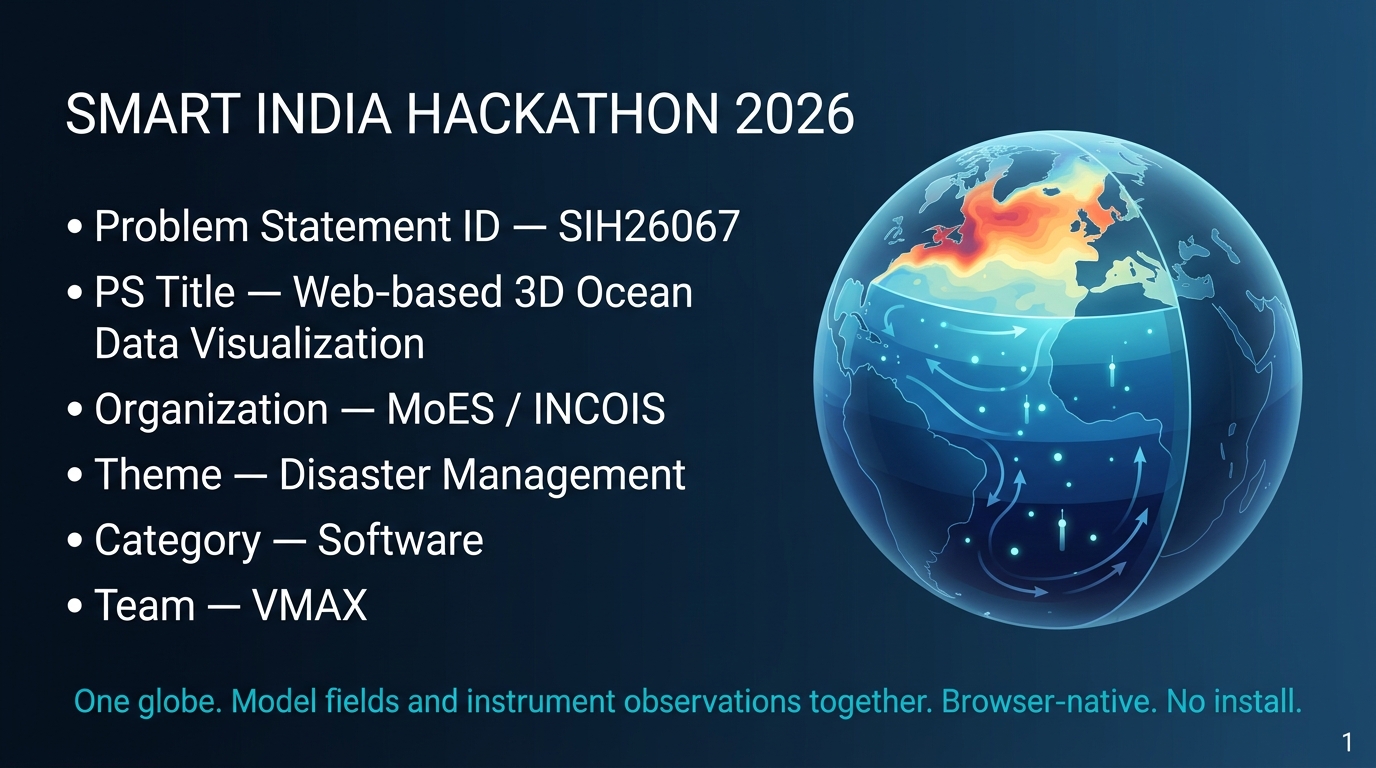 SMART INDIA HACKATHON 2026
• Problem Statement ID — SIH26067
• PS Title — Web-based 3D Ocean
Data Visualization
• Organization — MoES / INCOIS
• Theme — Disaster Management
• Category — Software
• Team — VMAX
One globe. Model fields and instrument observations together. Browser-native. No install.
1